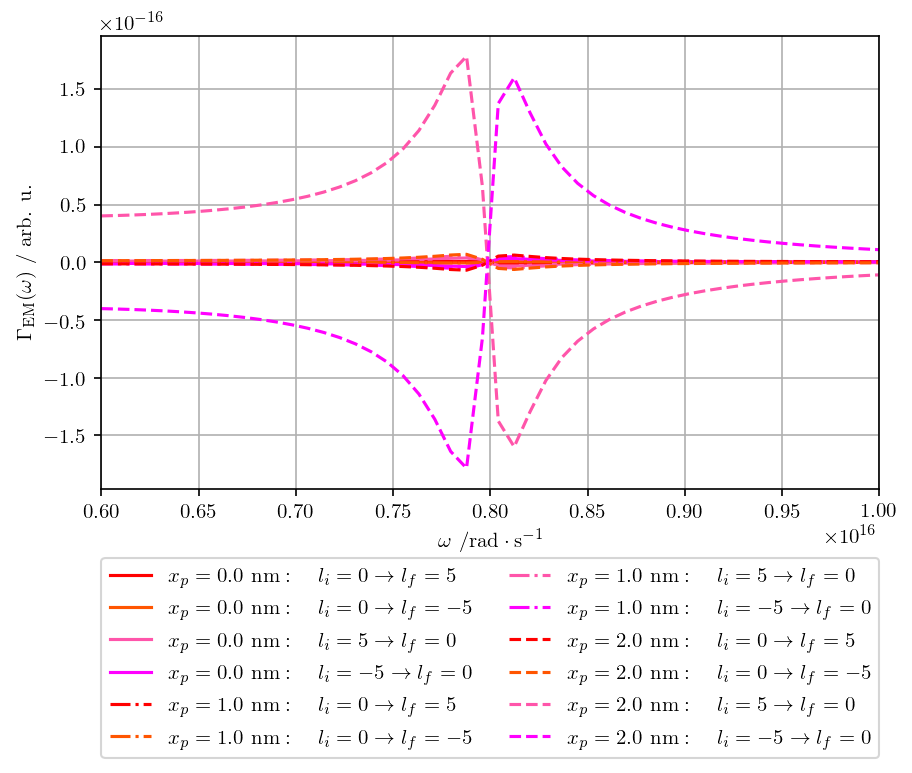 ×10⁻¹⁶
1.5
1.0
0.5
0.0
−0.5
−1.0
−1.5
Γ_EM(ω) / arb. u.
0.60 0.65 0.70 0.75 0.80 0.85 0.90 0.95 1.00
ω /rad · s⁻¹
×10¹⁶
x_p = 0.0 nm : l_i = 0 → l_f = 5
x_p = 0.0 nm : l_i = 0 → l_f = −5
x_p = 0.0 nm : l_i = 5 → l_f = 0
x_p = 0.0 nm : l_i = −5 → l_f = 0
x_p = 1.0 nm : l_i = 0 → l_f = 5
x_p = 1.0 nm : l_i = 0 → l_f = −5
x_p = 1.0 nm : l_i = 5 → l_f = 0
x_p = 1.0 nm : l_i = −5 → l_f = 0
x_p = 2.0 nm : l_i = 0 → l_f = 5
x_p = 2.0 nm : l_i = 0 → l_f = −5
x_p = 2.0 nm : l_i = 5 → l_f = 0
x_p = 2.0 nm : l_i = −5 → l_f = 0